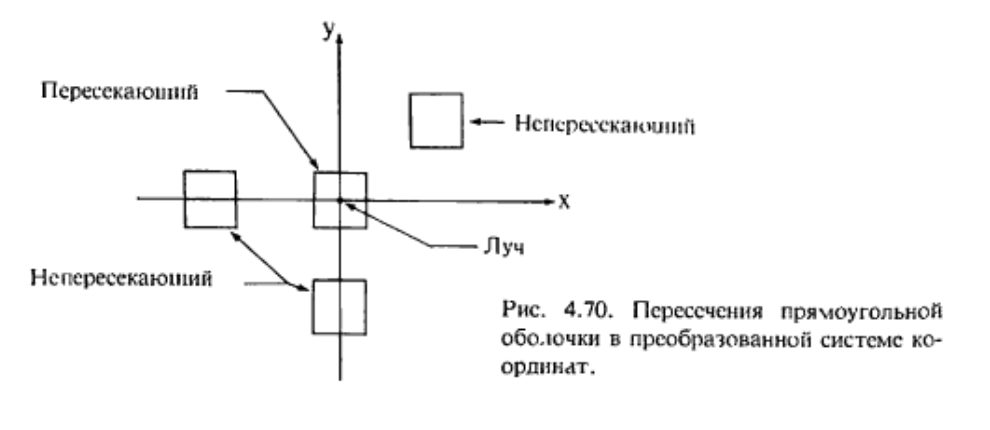 y
Пересекающий
Непересекающий
x
Луч
Непересекающий
Рис. 4.70. Пересечения прямоугольной
оболочки в преобразованной системе ко-
ординат.